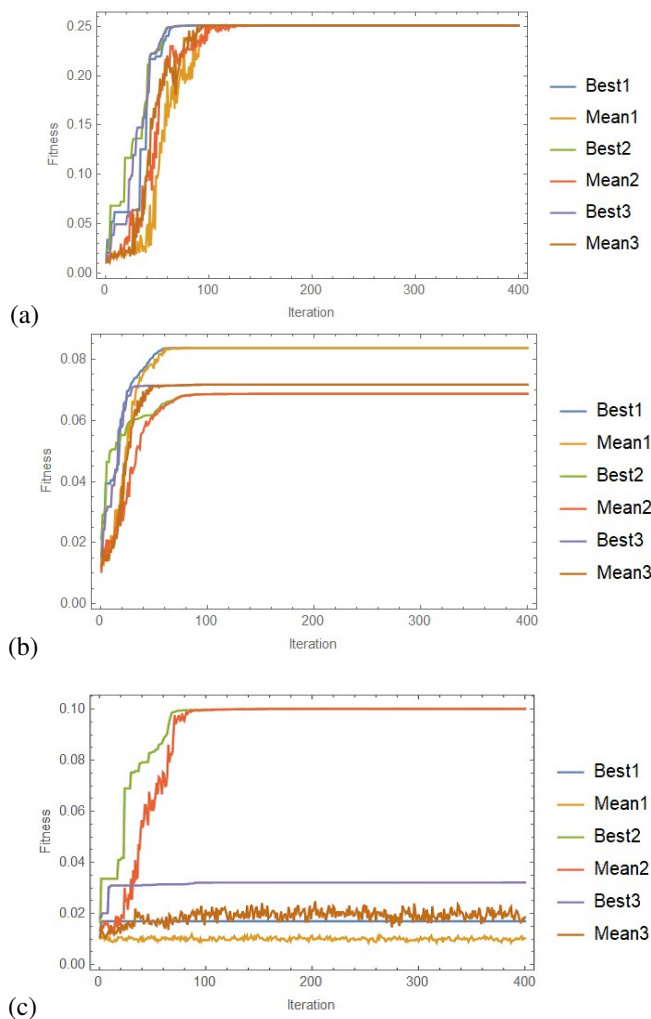 0.25
0.20
0.15
0.10
0.05
0.00
Fitness
0 100 200 300 400
Iteration
Best1
Mean1
Best2
Mean2
Best3
Mean3
(a)
0.08
0.06
0.04
0.02
0.00
Fitness
0 100 200 300 400
Iteration
Best1
Mean1
Best2
Mean2
Best3
Mean3
(b)
0.10
0.08
0.06
0.04
0.02
0.00
Fitness
0 100 200 300 400
Iteration
Best1
Mean1
Best2
Mean2
Best3
Mean3
(c)